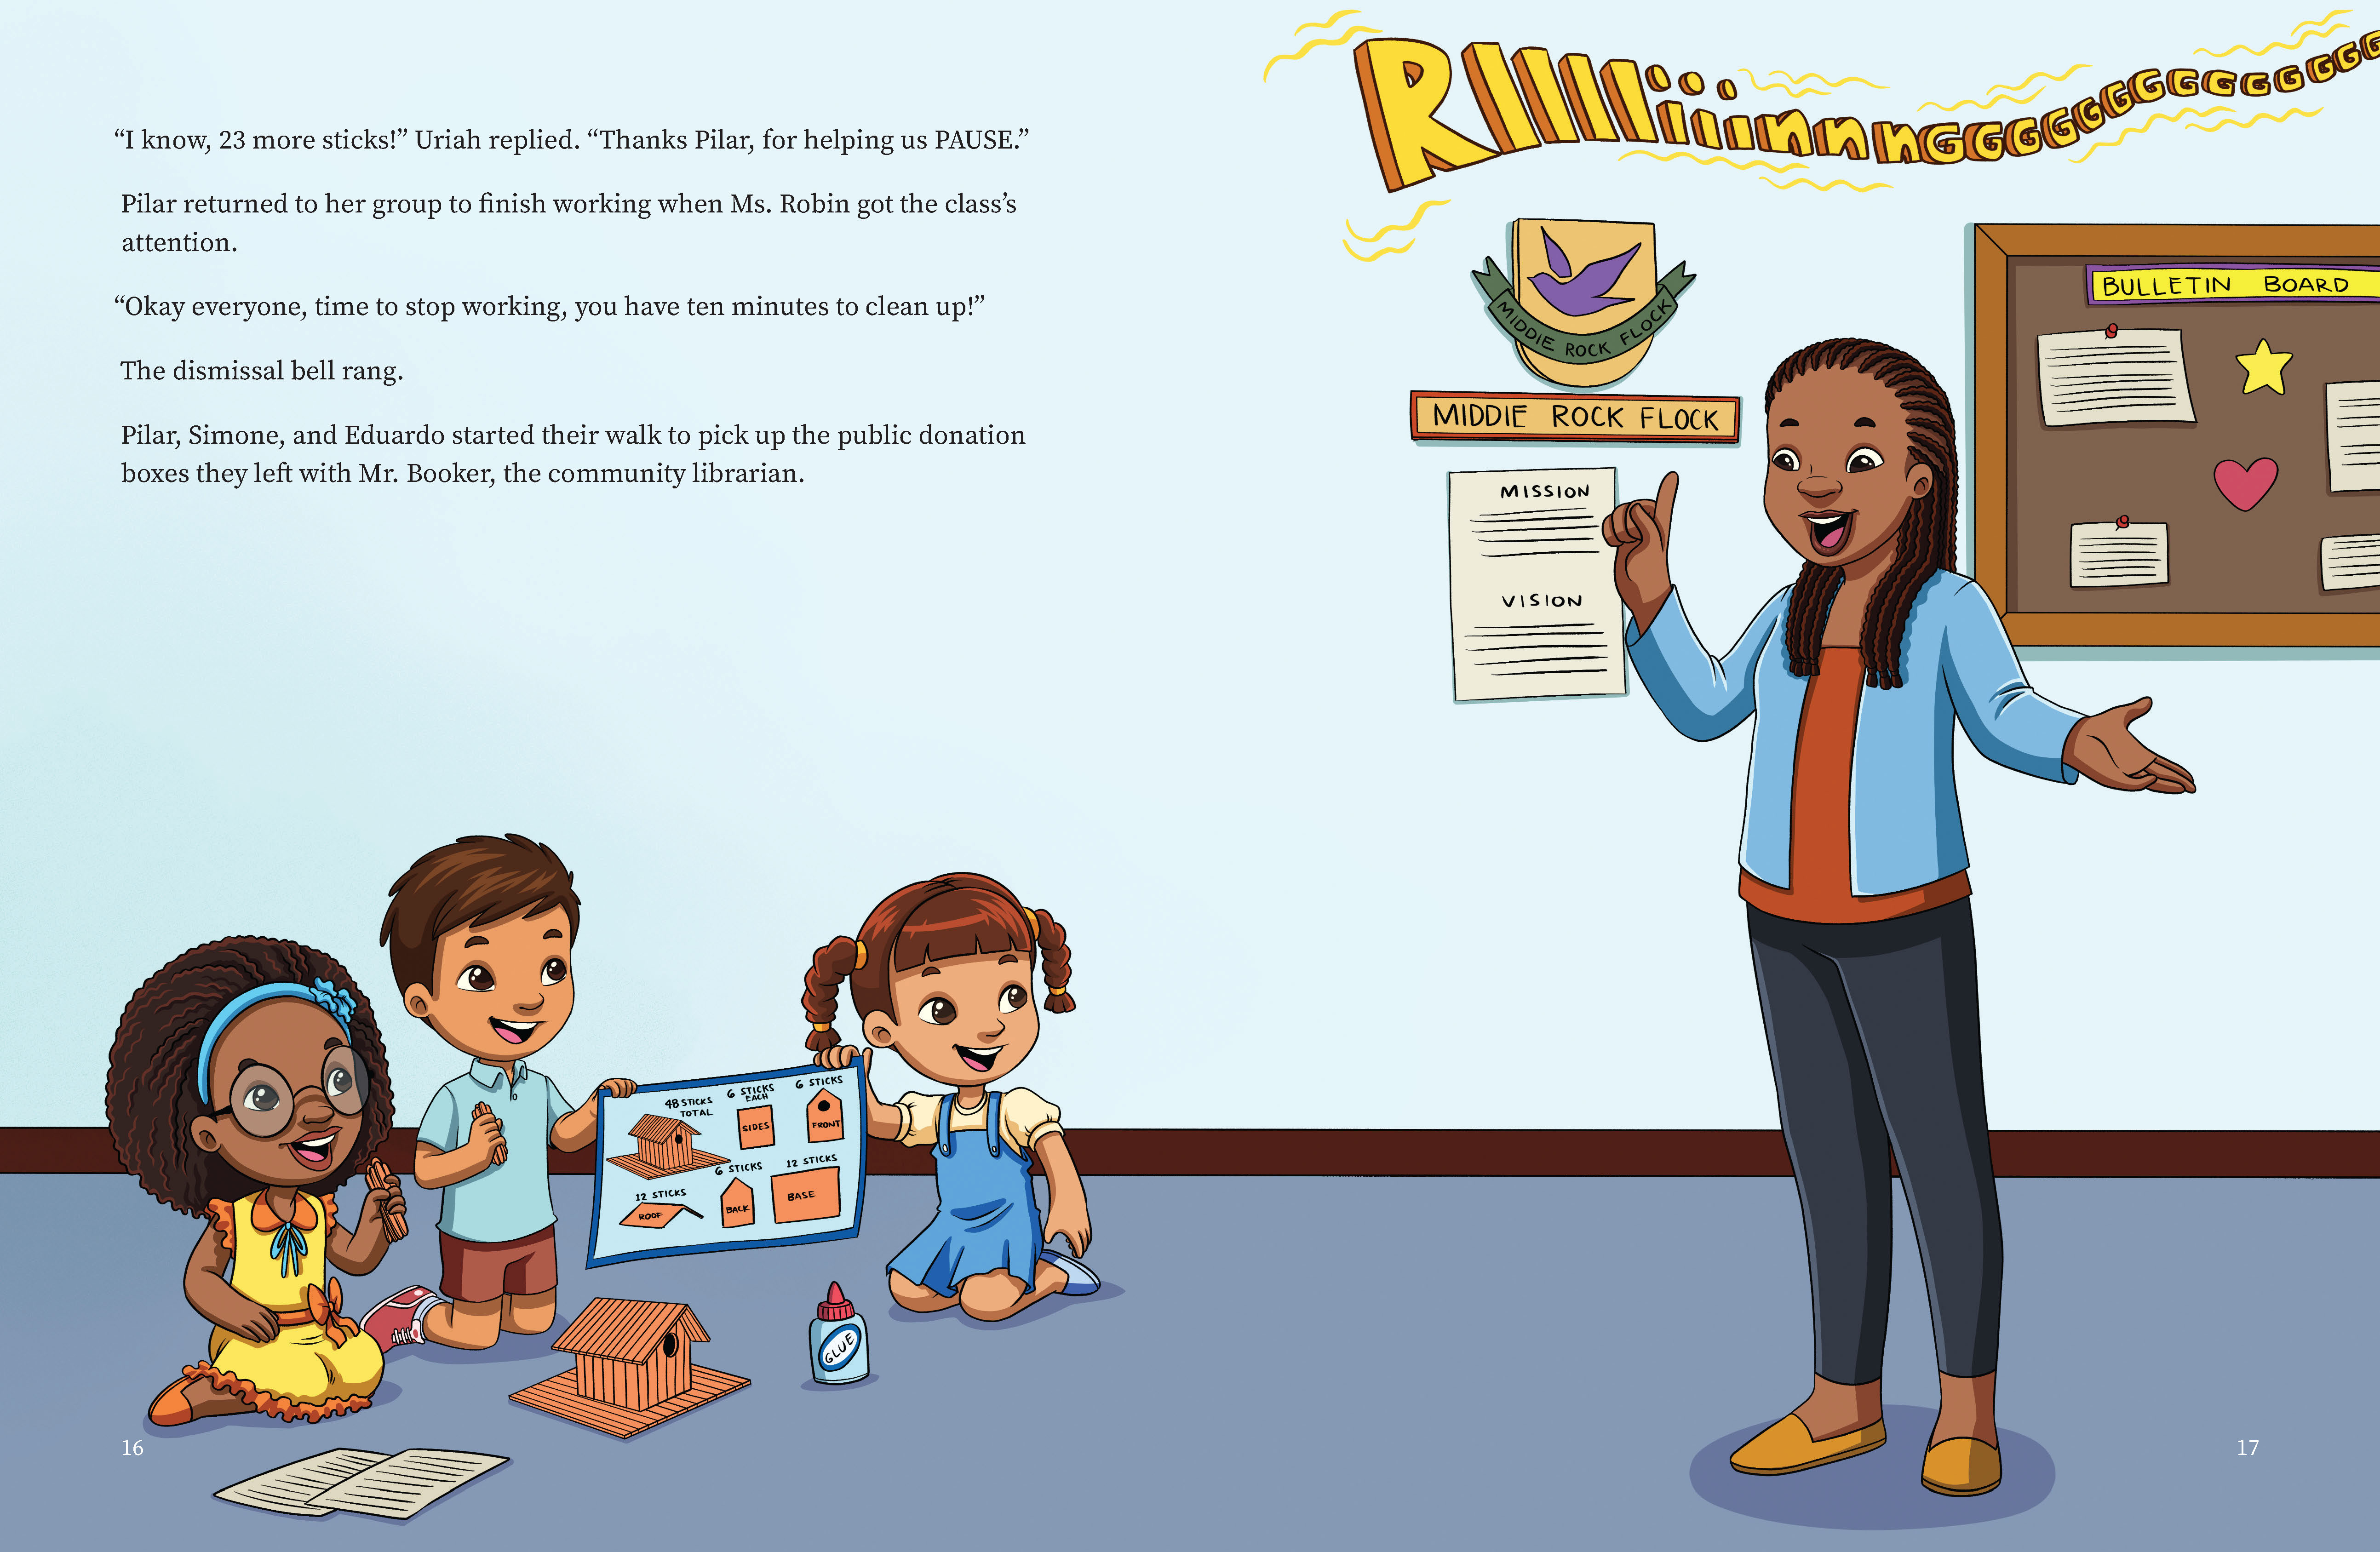 “I know, 23 more sticks!” Uriah replied. “Thanks Pilar, for helping us PAUSE.”
Pilar returned to her group to finish working when Ms. Robin got the class’s
attention.
“Okay everyone, time to stop working, you have ten minutes to clean up!”
The dismissal bell rang.
Pilar, Simone, and Eduardo started their walk to pick up the public donation
boxes they left with Mr. Booker, the community librarian.
48 STICKS
TOTAL
6 STICKS
EACH
SIDES
6 STICKS
FRONT
12 STICKS
ROOF
6 STICKS
BACK
12 STICKS
BASE
GLUE
16
RIIIIIiiiinnnnGGGGGGGGGGGGGGGG
MIDDIE ROCK FLOCK
MIDDIE ROCK FLOCK
MISSION
VISION
BULLETIN BOARD
17